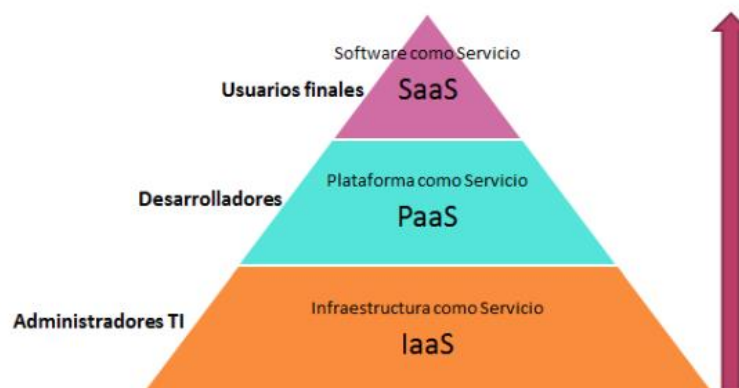 Software como Servicio
Usuarios finales
SaaS
Plataforma como Servicio
Desarrolladores
PaaS
Infraestructura como Servicio
Administradores TI
IaaS